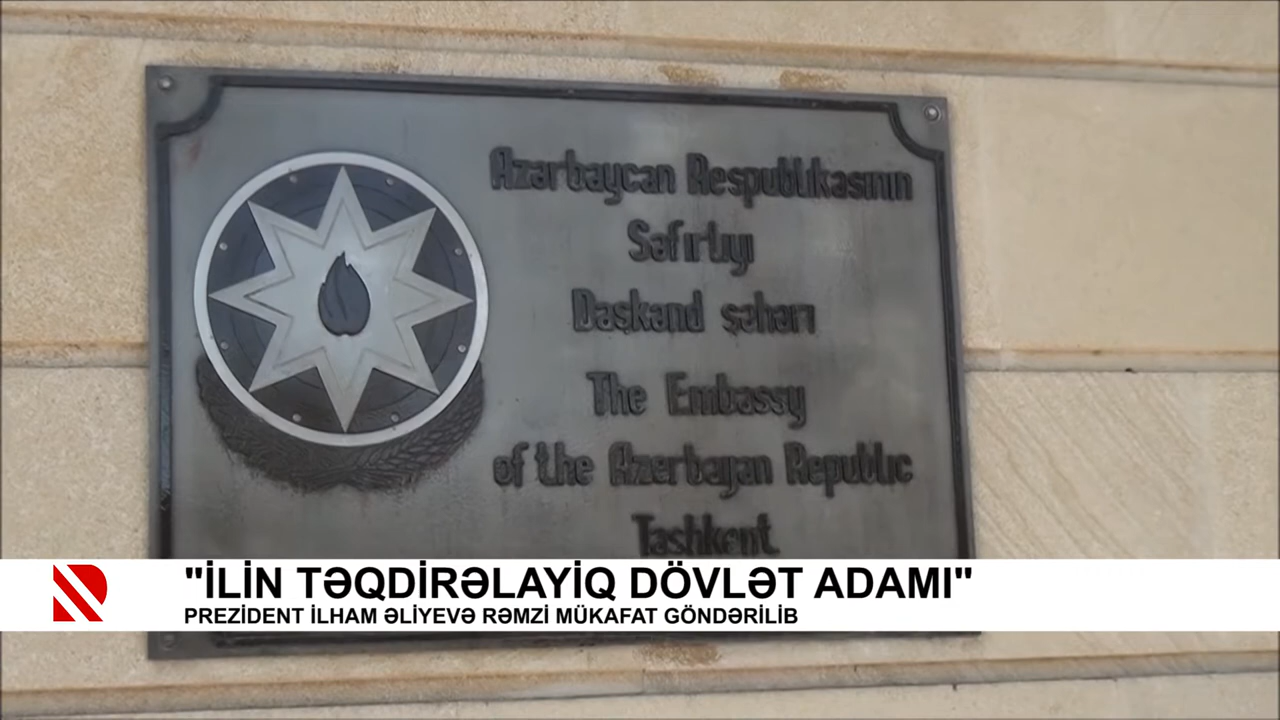 Azərbaycan Respublikasının
Səfirliyi
Daşkənd şəhəri
The Embassy
of the Azerbayan Republic
Tashkent
"İLİN TƏQDİRƏLAYİQ DÖVLƏT ADAMI"
PREZİDENT İLHAM ƏLİYEVƏ RƏMZİ MÜKAFAT GÖNDƏRİLİB